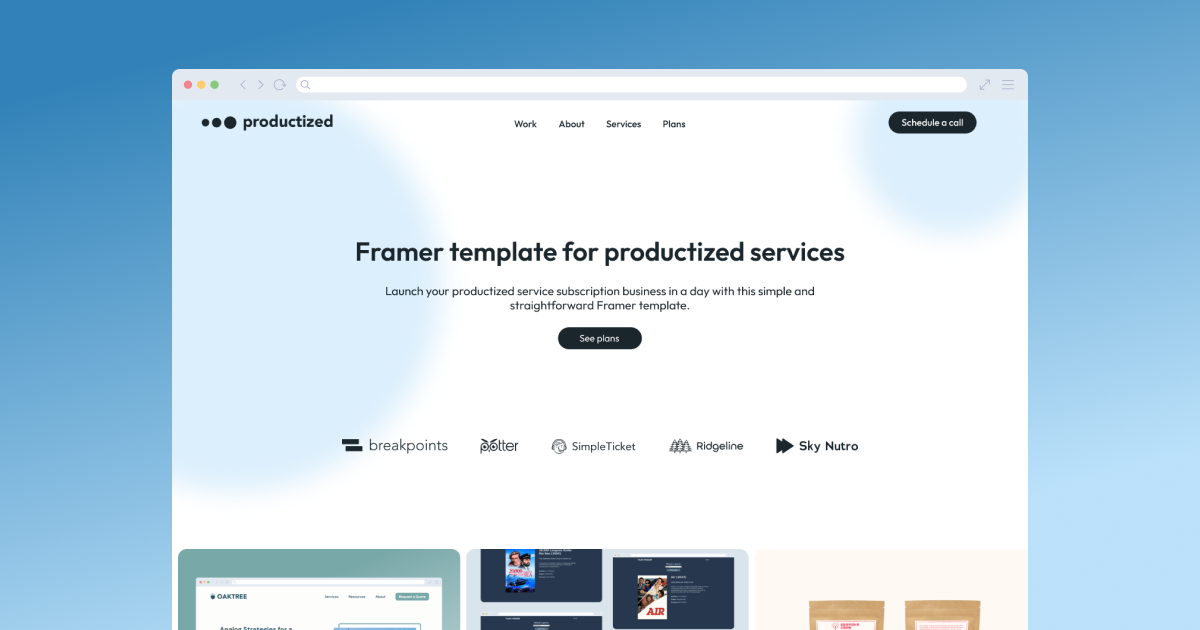 productized
Work About Services Plans
Schedule a call
Framer template for productized services
Launch your productized service subscription business in a day with this simple and
straightforward Framer template.
See plans
breakpoints
potter
SimpleTicket
Ridgeline
Sky Nutro
OAKTREE
Services Resources About
Request a Quote
Analog Strategies for a
AIR